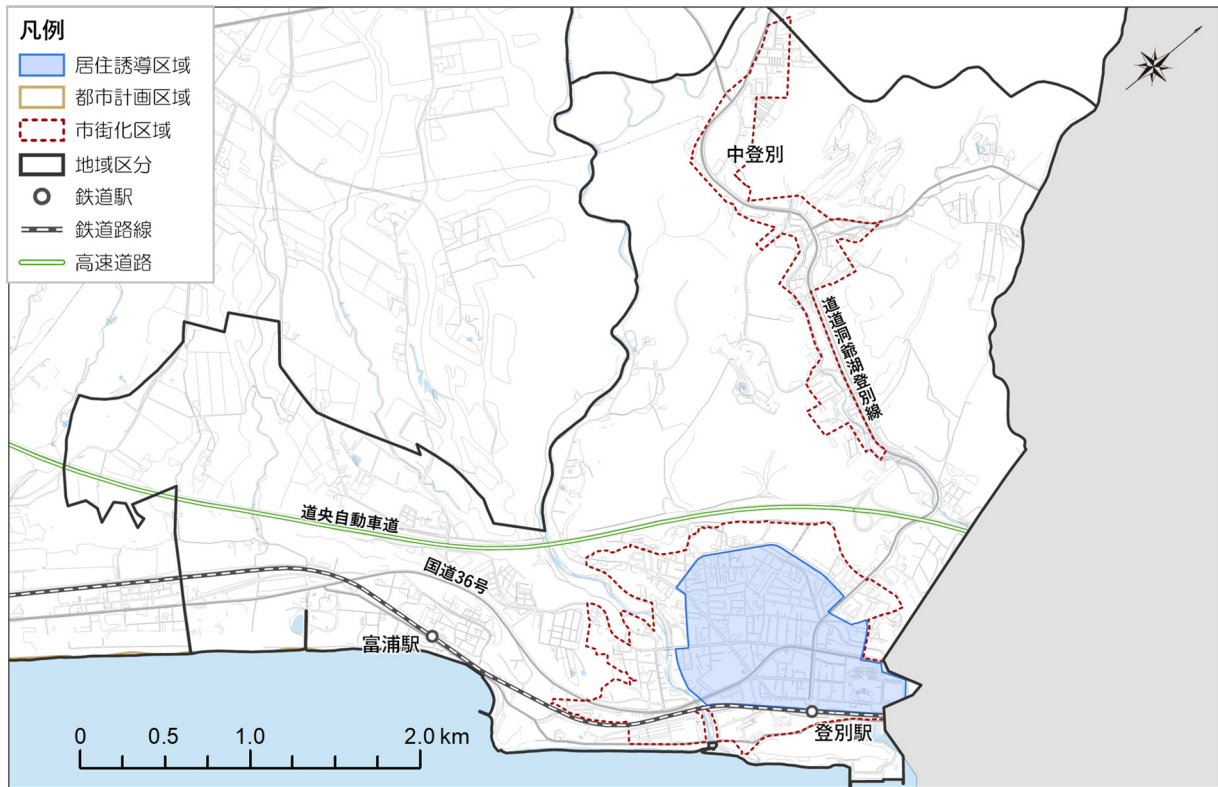 凡例
居住誘導区域
都市計画区域
市街化区域
地域区分
鉄道駅
鉄道路線
高速道路
中登別
道道洞爺湖登別線
道央自動車道
国道36号
富浦駅
登別駅
0 0.5 1.0 2.0 km